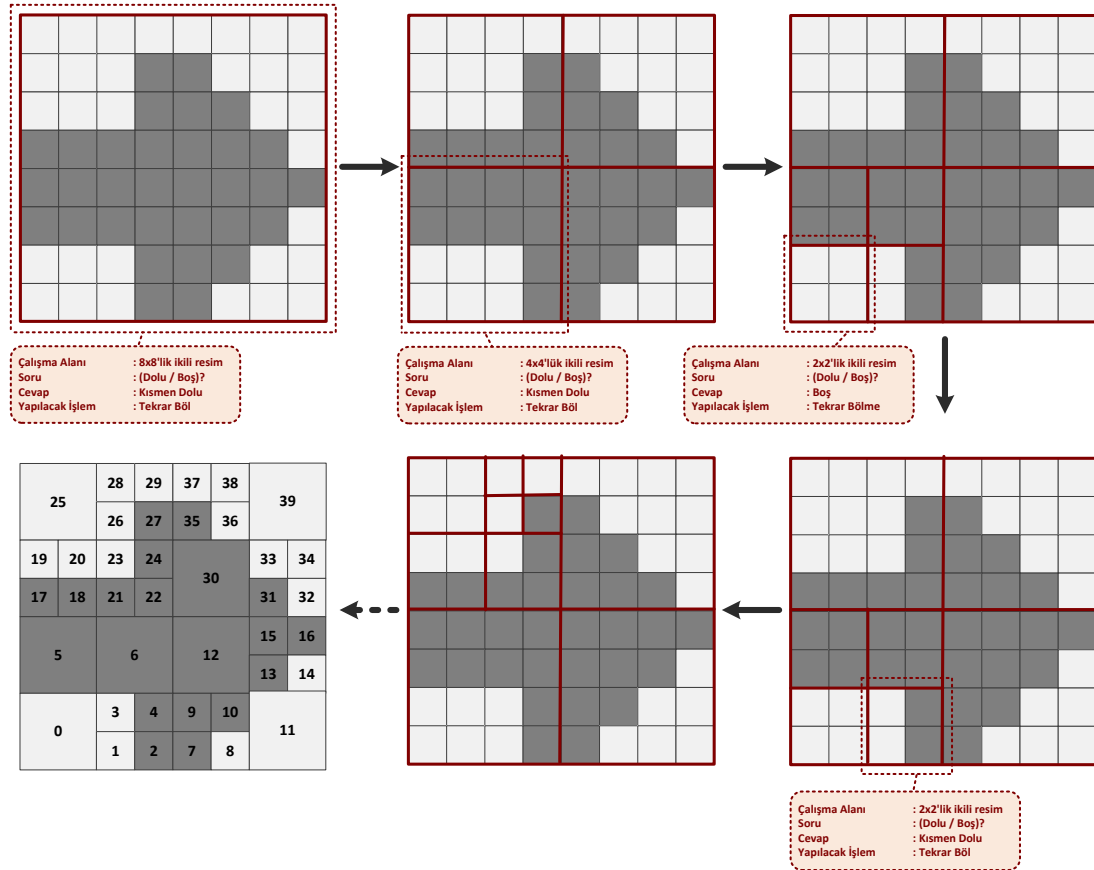 Çalışma Alanı : 8x8'lik ikili resim
Soru : (Dolu / Boş)?
Cevap : Kısmen Dolu
Yapılacak İşlem : Tekrar Böl
Çalışma Alanı : 4x4'lük ikili resim
Soru : (Dolu / Boş)?
Cevap : Kısmen Dolu
Yapılacak İşlem : Tekrar Böl
Çalışma Alanı : 2x2'lik ikili resim
Soru : (Dolu / Boş)?
Cevap : Boş
Yapılacak İşlem : Tekrar Bölme
28 29 37 38
25 39
26 27 35 36
19 20 23 24 33 34
30
17 18 21 22 31 32
15 16
5 6 12
13 14
3 4 9 10
0 11
1 2 7 8
Çalışma Alanı : 2x2'lik ikili resim
Soru : (Dolu / Boş)?
Cevap : Kısmen Dolu
Yapılacak İşlem : Tekrar Böl